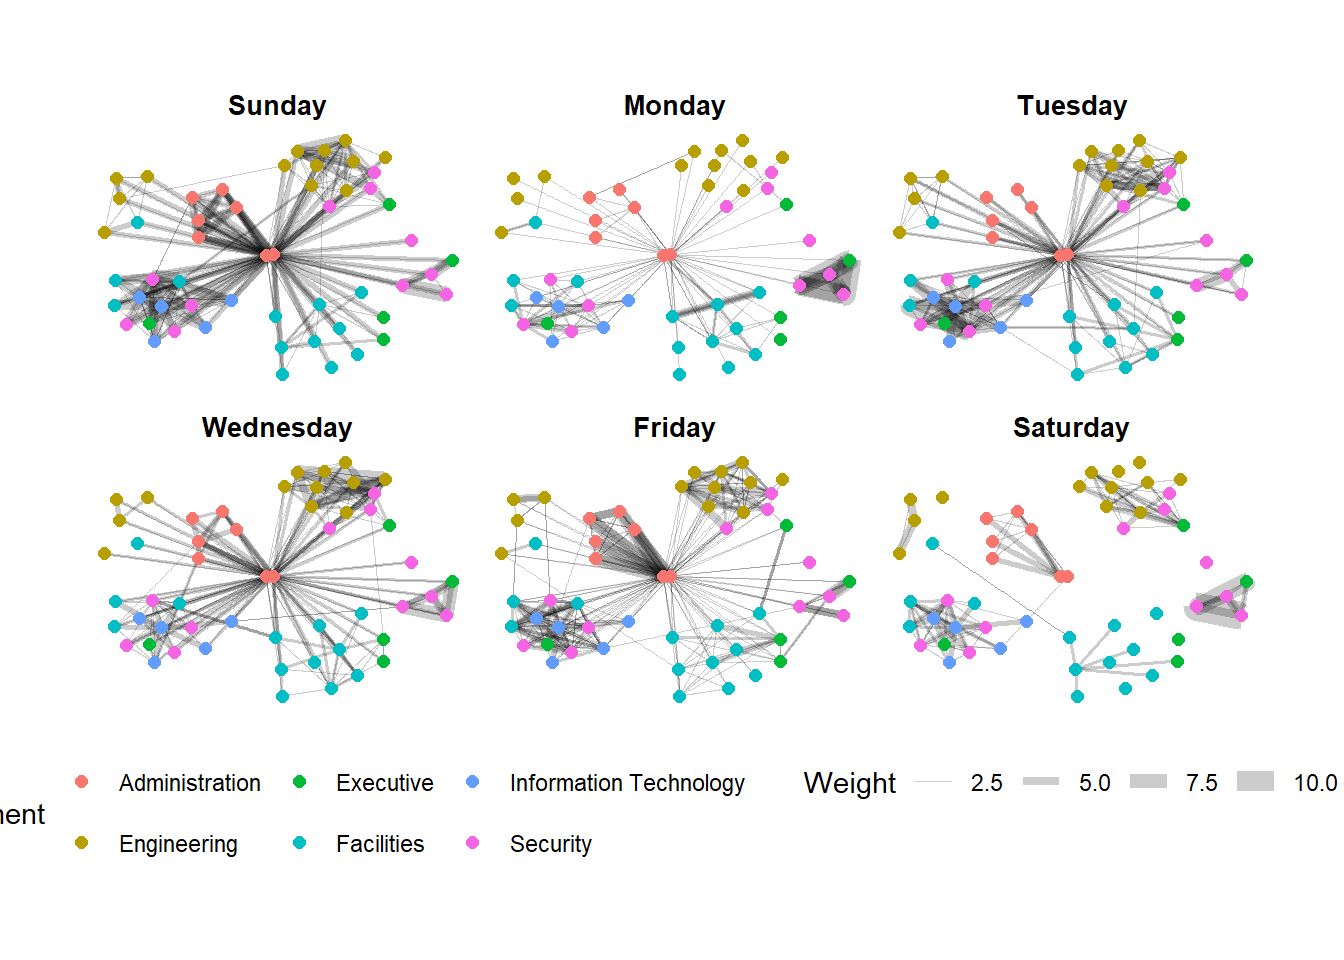 Sunday Monday Tuesday
Wednesday Friday Saturday
Administration Executive Information Technology Weight 2.5 5.0 7.5 10.0
Engineering Facilities Security